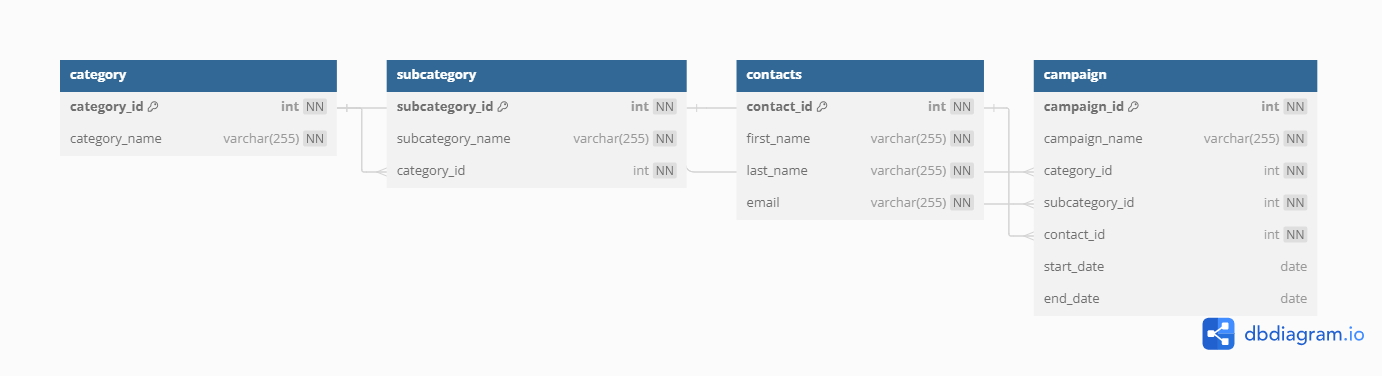 category
category_id int NN
category_name varchar(255) NN
subcategory
subcategory_id int NN
subcategory_name varchar(255) NN
category_id int NN
contacts
contact_id int NN
first_name varchar(255) NN
last_name varchar(255) NN
email varchar(255) NN
campaign
campaign_id int NN
campaign_name varchar(255) NN
category_id int NN
subcategory_id int NN
contact_id int NN
start_date date
end_date date
dbdiagram.io